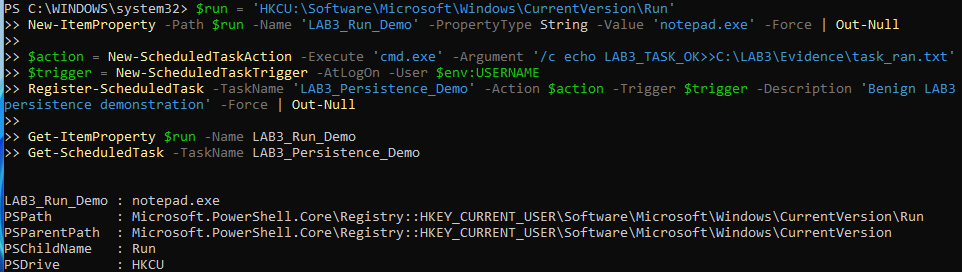 PS C:\WINDOWS\system32> $run = 'HKCU:\Software\Microsoft\Windows\CurrentVersion\Run'
>> New-ItemProperty -Path $run -Name 'LAB3_Run_Demo' -PropertyType String -Value 'notepad.exe' -Force | Out-Null
>>
>> $action = New-ScheduledTaskAction -Execute 'cmd.exe' -Argument '/c echo LAB3_TASK_OK>>C:\LAB3\Evidence\task_ran.txt'
>> $trigger = New-ScheduledTaskTrigger -AtLogOn -User $env:USERNAME
>> Register-ScheduledTask -TaskName 'LAB3_Persistence_Demo' -Action $action -Trigger $trigger -Description 'Benign LAB3
persistence demonstration' -Force | Out-Null
>>
>> Get-ItemProperty $run -Name LAB3_Run_Demo
>> Get-ScheduledTask -TaskName LAB3_Persistence_Demo
LAB3_Run_Demo : notepad.exe
PSPath : Microsoft.PowerShell.Core\Registry::HKEY_CURRENT_USER\Software\Microsoft\Windows\CurrentVersion\Run
PSParentPath : Microsoft.PowerShell.Core\Registry::HKEY_CURRENT_USER\Software\Microsoft\Windows\CurrentVersion
PSChildName : Run
PSDrive : HKCU